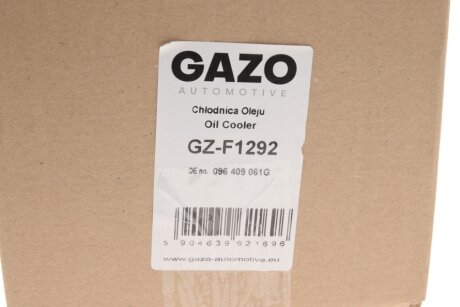 GAZO
AUTOMOTIVE
Chłodnica Oleju
Oil Cooler
GZ-F1292
OE no. 096 409 061G
5 904639 621696
www.gazo-automotive.eu